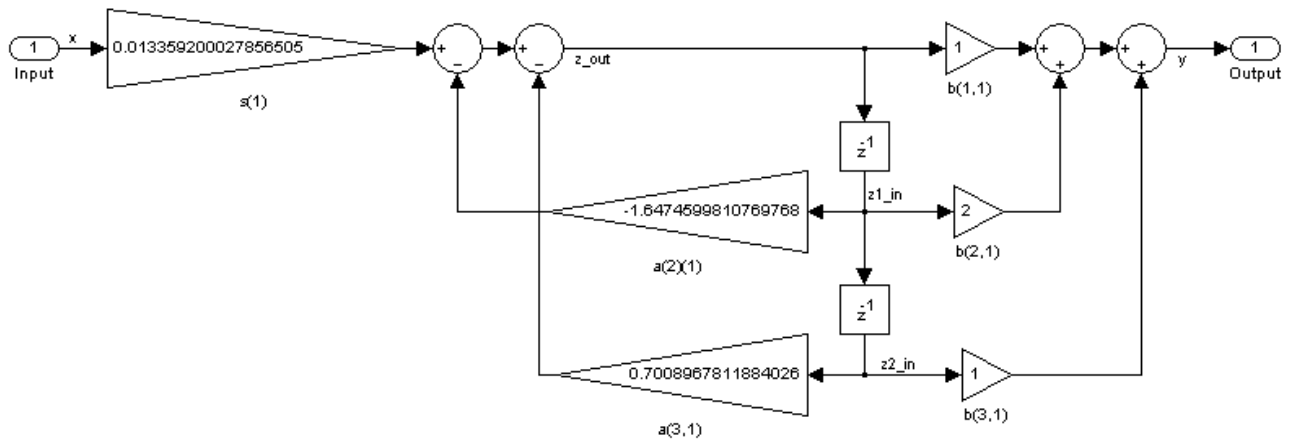 x
1
Input
0.013359200027856505
s(1)
+
−
+
−
z_out
1
b(1,1)
+
+
+
+
y
1
Output
z^-1
-1.6474599810769768
a(2)(1)
z1_in
2
b(2,1)
z^-1
0.7008967811884026
a(3,1)
z2_in
1
b(3,1)